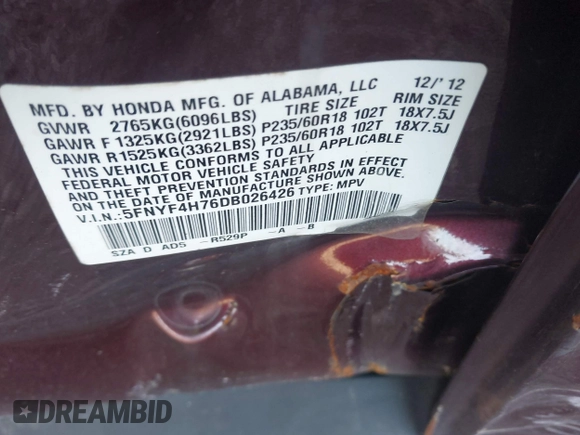 MFD. BY HONDA MFG. OF ALABAMA, LLC 12/'12
GVWR 2765KG(6096LBS) TIRE SIZE RIM SIZE
GAWR F 1325KG(2921LBS) P235/60R18 102T 18X7.5J
GAWR R1525KG(3362LBS) P235/60R18 102T 18X7.5J
THIS VEHICLE CONFORMS TO ALL APPLICABLE
FEDERAL MOTOR VEHICLE SAFETY
AND THEFT PREVENTION STANDARDS IN EFFECT
ON THE DATE OF MANUFACTURE SHOWN ABOVE.
V.I.N.: 5FNYF4H76DB026426 TYPE: MPV
SZA D ADS -R529P -A -B
DREAMBID